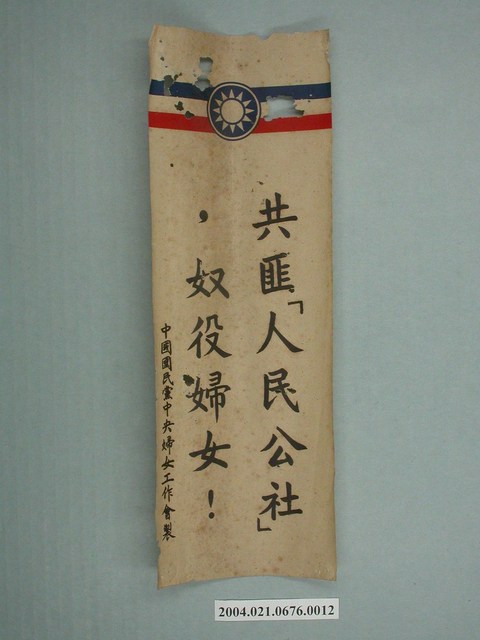 共匪「人民公社」
，奴役婦女！
中國國民黨中央婦女工作會製
2004.021.0676.0012